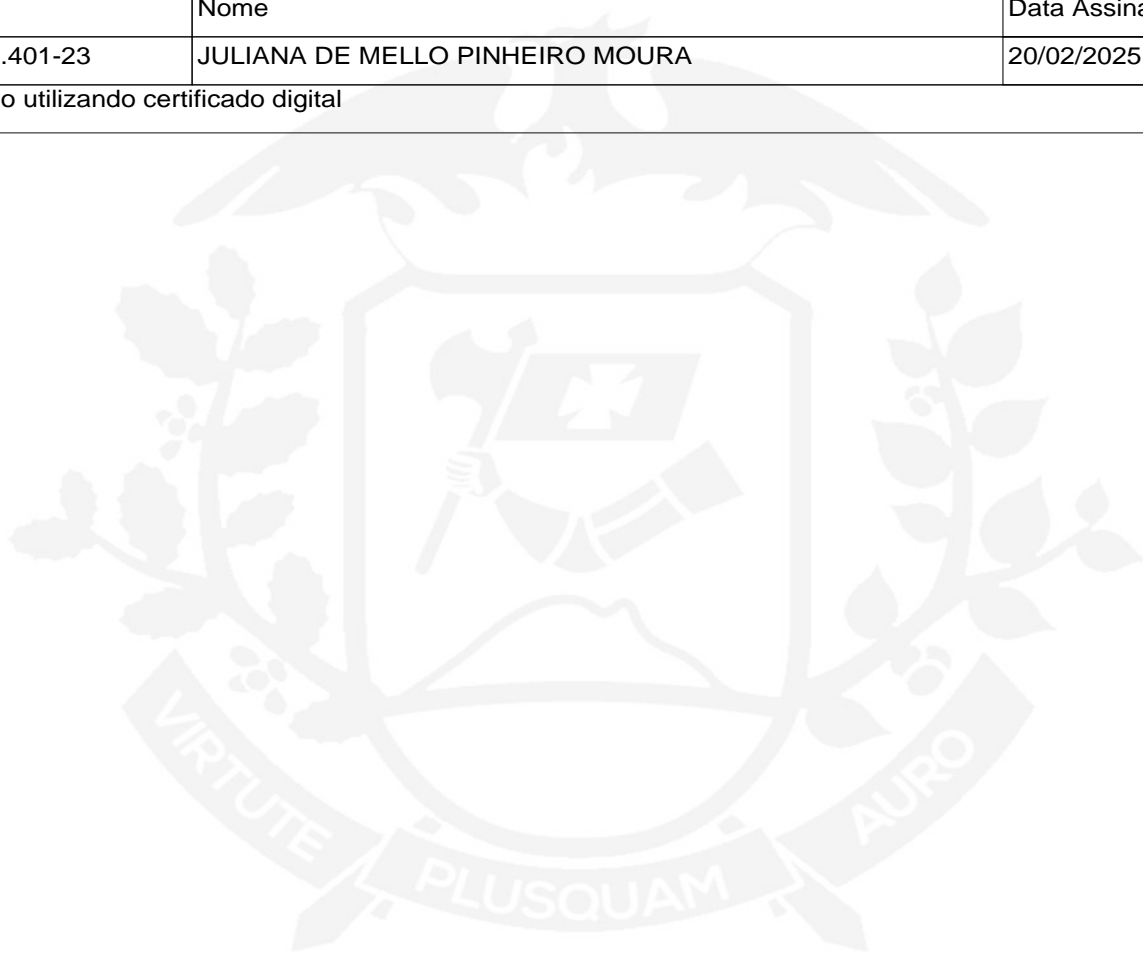 Nome Data Assina
.401-23 JULIANA DE MELLO PINHEIRO MOURA 20/02/2025
o utilizando certificado digital
VIRTUTE PLUSQUAM AURO